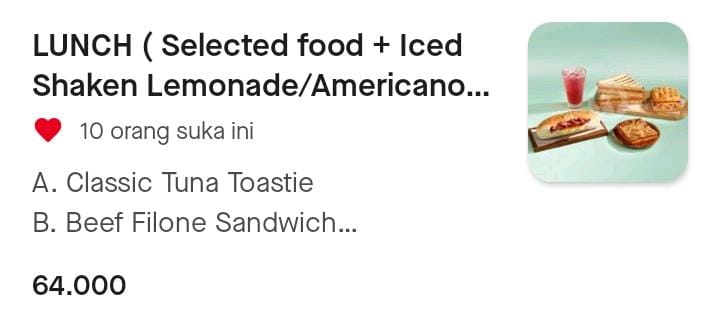 LUNCH ( Selected food + Iced
Shaken Lemonade/Americano...
10 orang suka ini
A. Classic Tuna Toastie
B. Beef Filone Sandwich...
64.000